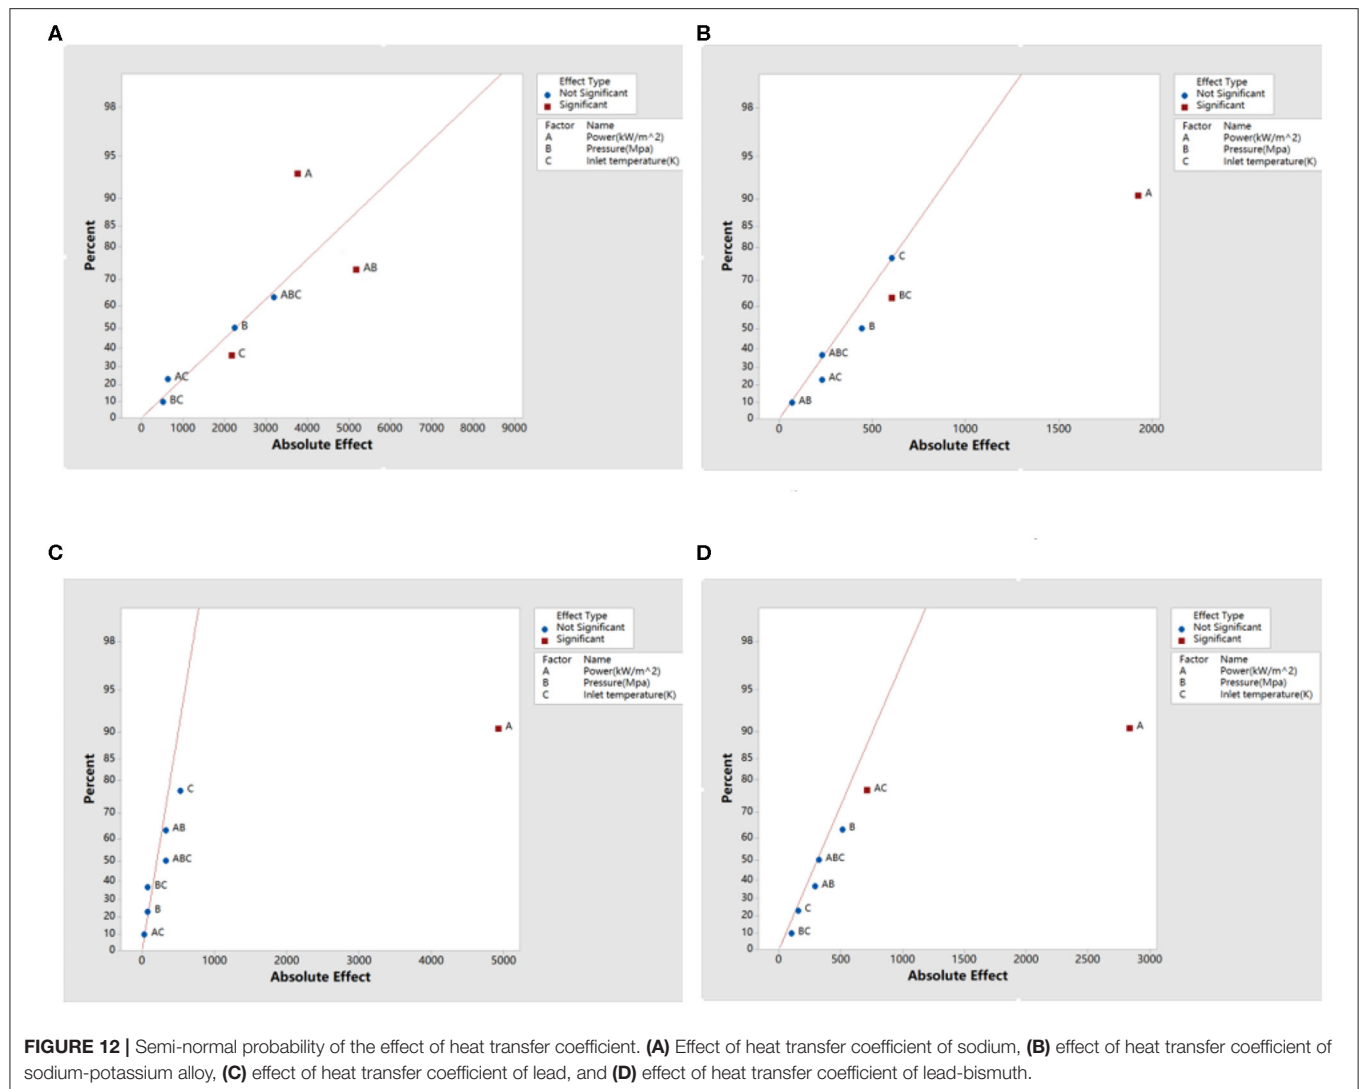 A
Effect Type
Not Significant
Significant
Factor Name
A Power(kW/m^2)
B Pressure(Mpa)
C Inlet temperature(K)
98
95
90
85
80
70
60
50
40
30
20
10
0
Percent
A
AB
ABC
B
C
AC
BC
0 1000 2000 3000 4000 5000 6000 7000 8000 9000
Absolute Effect
B
Effect Type
Not Significant
Significant
Factor Name
A Power(kW/m^2)
B Pressure(Mpa)
C Inlet temperature(K)
98
95
90
85
80
70
60
50
40
30
20
10
0
Percent
A
C
BC
B
ABC
AC
AB
0 500 1000 1500 2000
Absolute Effect
C
Effect Type
Not Significant
Significant
Factor Name
A Power(kW/m^2)
B Pressure(Mpa)
C Inlet temperature(K)
98
95
90
85
80
70
60
50
40
30
20
10
0
Percent
A
C
AB
ABC
BC
B
AC
0 1000 2000 3000 4000 5000
Absolute Effect
D
Effect Type
Not Significant
Significant
Factor Name
A Power(kW/m^2)
B Pressure(Mpa)
C Inlet temperature(K)
98
95
90
85
80
70
60
50
40
30
20
10
0
Percent
A
AC
B
ABC
AB
C
BC
0 500 1000 1500 2000 2500 3000
Absolute Effect
FIGURE 12 | Semi-normal probability of the effect of heat transfer coefficient. (A) Effect of heat transfer coefficient of sodium, (B) effect of heat transfer coefficient of
sodium-potassium alloy, (C) effect of heat transfer coefficient of lead, and (D) effect of heat transfer coefficient of lead-bismuth.